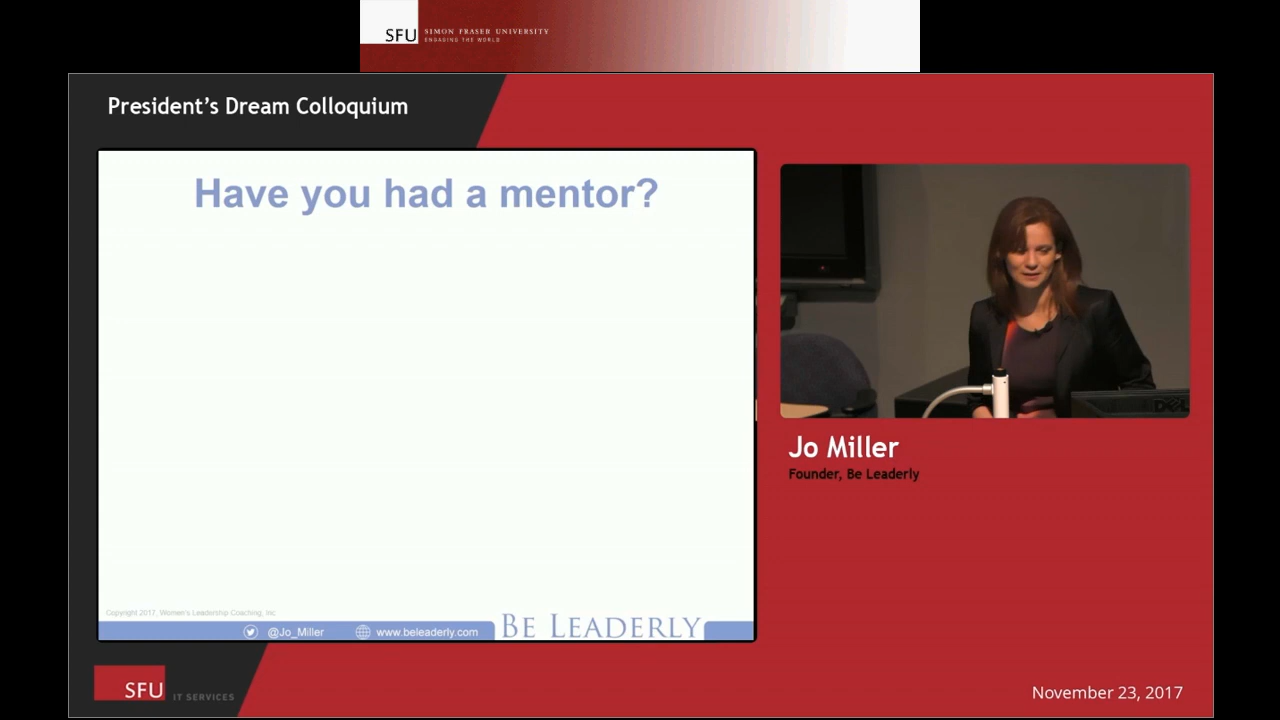 SFU SIMON FRASER UNIVERSITY
ENGAGING THE WORLD
President's Dream Colloquium
Have you had a mentor?
DELL
Jo Miller
Founder, Be Leaderly
Copyright 2017, Women's Leadership Coaching, Inc
@Jo_Miller www.beleaderly.com BE LEADERLY
SFU IT SERVICES
November 23, 2017